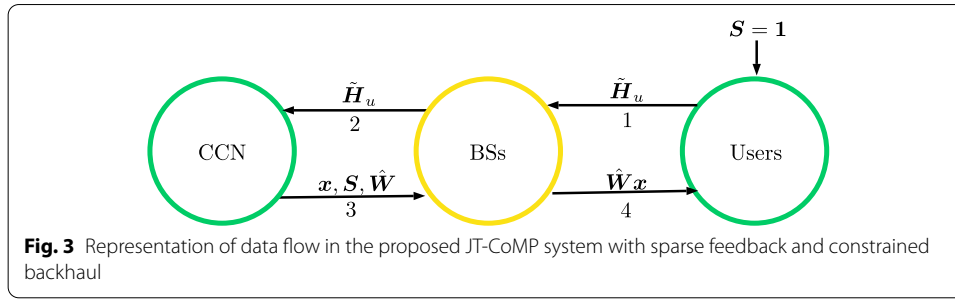 S = 1
H̃ᵤ
2
H̃ᵤ
1
CCN
BSs
Users
x, S, Ŵ
3
Ŵx
4
Fig. 3 Representation of data flow in the proposed JT-CoMP system with sparse feedback and constrained
backhaul